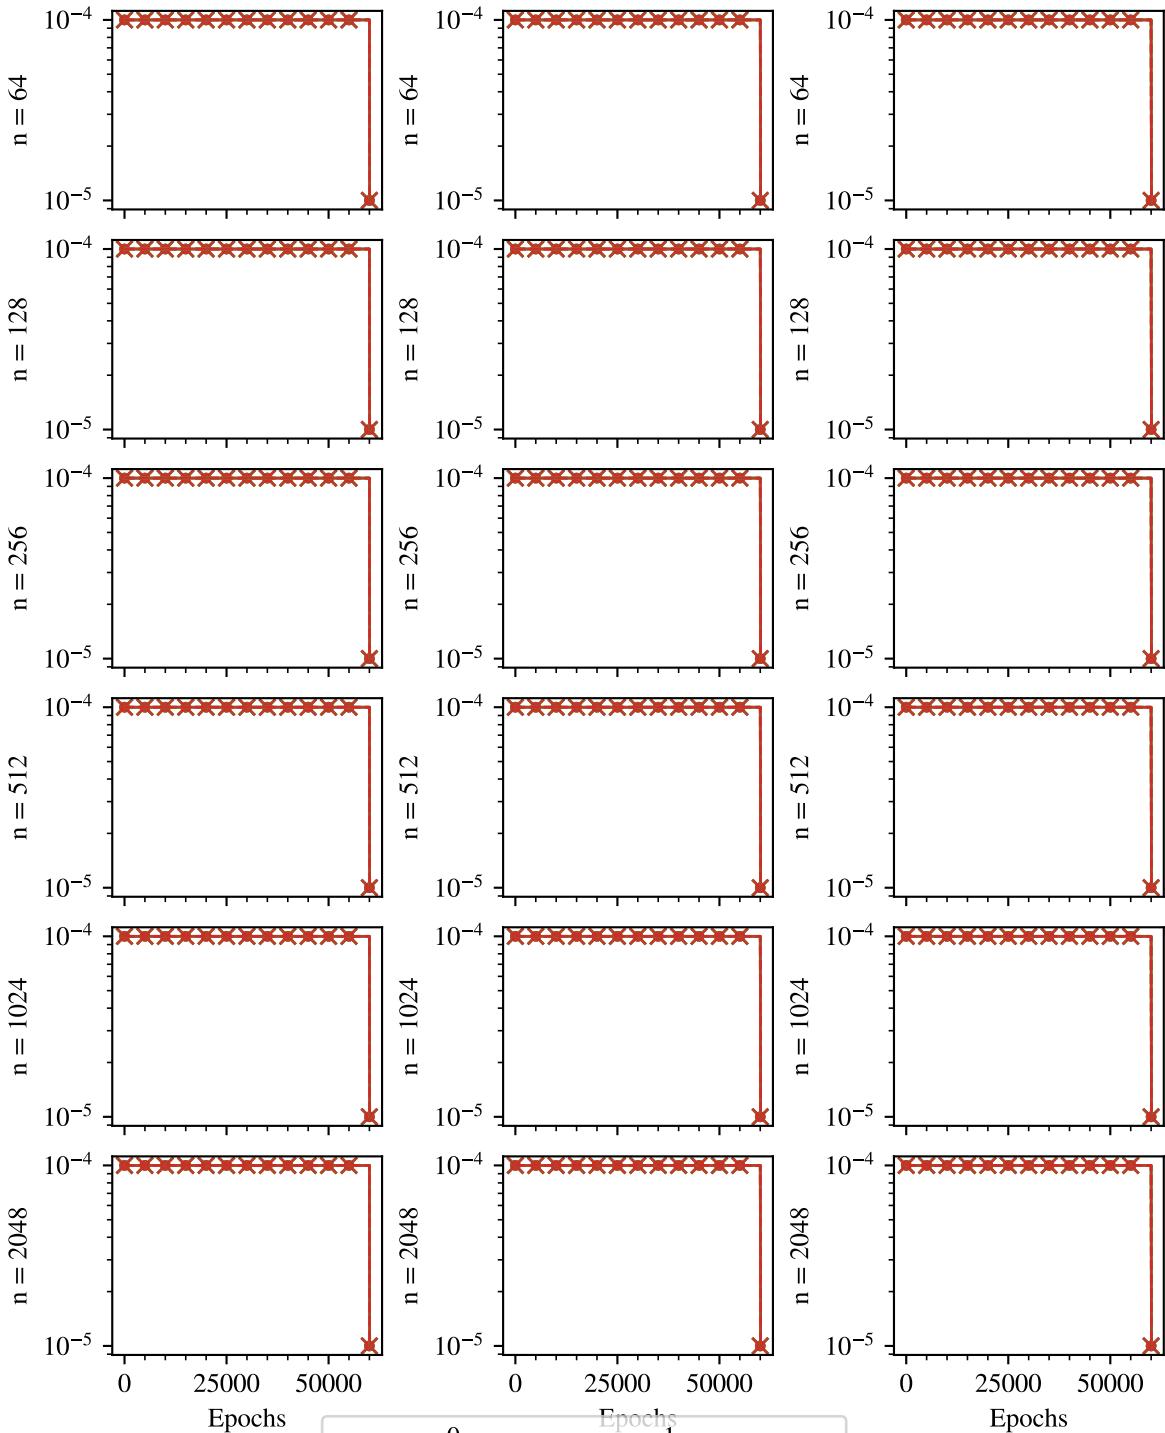 10⁻⁴ 10⁻⁴ 10⁻⁴
n = 64 n = 64 n = 64
10⁻⁵ 10⁻⁵ 10⁻⁵
10⁻⁴ 10⁻⁴ 10⁻⁴
n = 128 n = 128 n = 128
10⁻⁵ 10⁻⁵ 10⁻⁵
10⁻⁴ 10⁻⁴ 10⁻⁴
n = 256 n = 256 n = 256
10⁻⁵ 10⁻⁵ 10⁻⁵
10⁻⁴ 10⁻⁴ 10⁻⁴
n = 512 n = 512 n = 512
10⁻⁵ 10⁻⁵ 10⁻⁵
10⁻⁴ 10⁻⁴ 10⁻⁴
n = 1024 n = 1024 n = 1024
10⁻⁵ 10⁻⁵ 10⁻⁵
10⁻⁴ 10⁻⁴ 10⁻⁴
n = 2048 n = 2048 n = 2048
10⁻⁵ 10⁻⁵ 10⁻⁵
0 25000 50000 0 25000 50000 0 25000 50000
Epochs Epochs Epochs